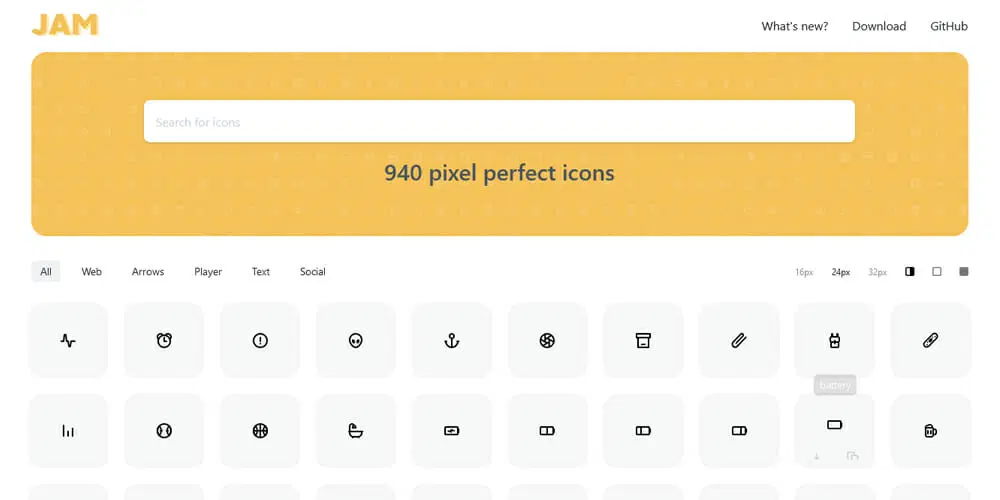 JAM
What's new? Download GitHub
Search for icons
940 pixel perfect icons
All Web Arrows Player Text Social 16px 24px 32px
battery